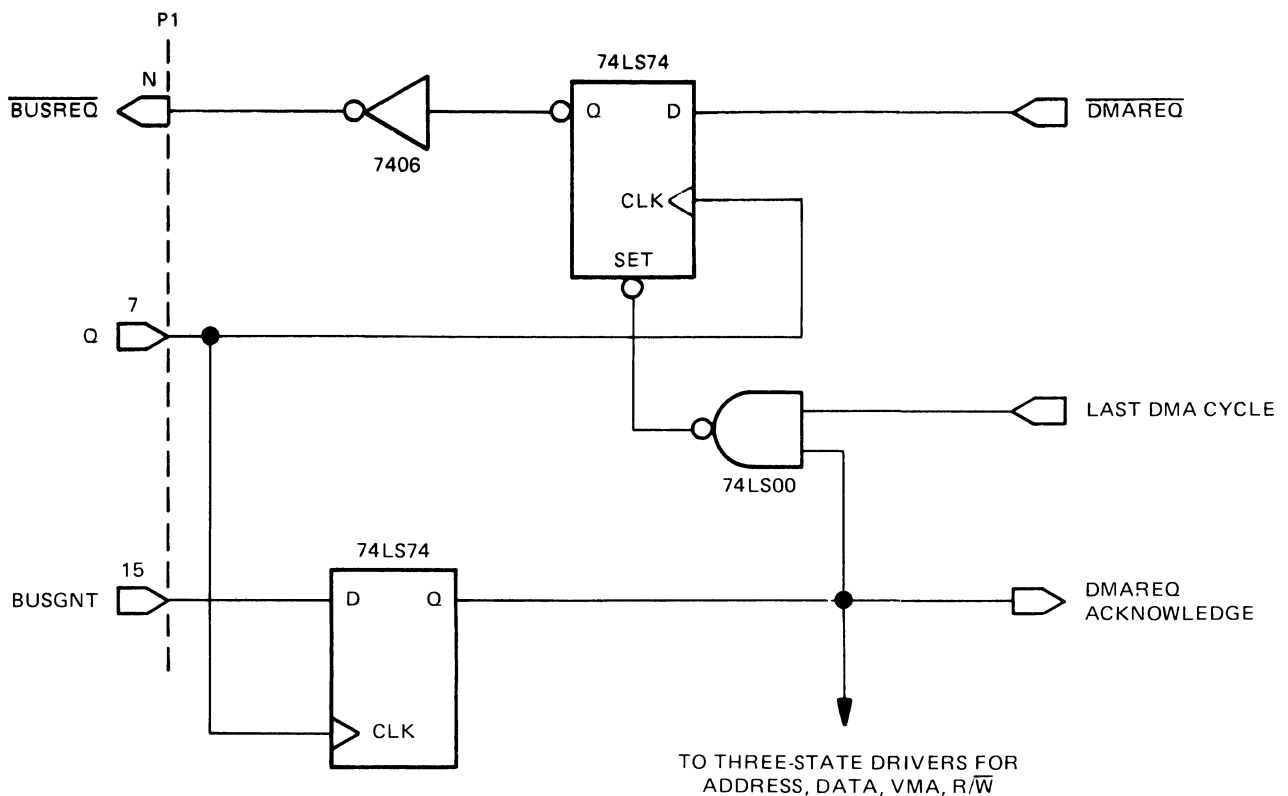 P1
N
74LS74
BUSREQ
Q
D
DMAREQ
7406
CLK
SET
7
Q
LAST DMA CYCLE
74LS00
74LS74
15
BUSGNT
D
Q
DMAREQ
ACKNOWLEDGE
CLK
TO THREE-STATE DRIVERS FOR
ADDRESS, DATA, VMA, R/W̅